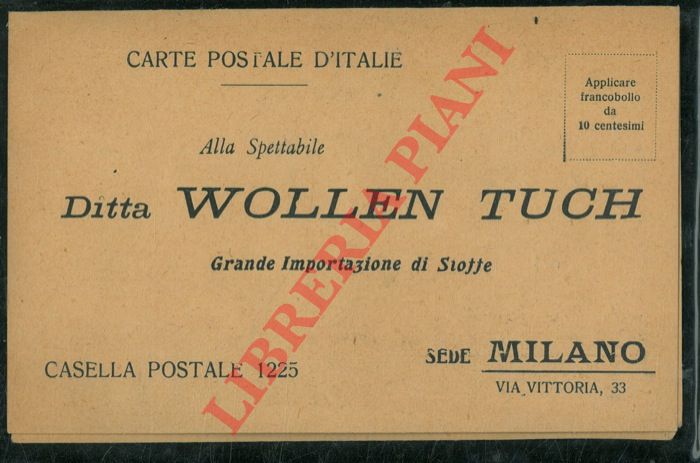 CARTE POSTALE D'ITALIE
Applicare
francobollo
da
10 centesimi
Alla Spettabile
Ditta WOLLEN TUCH
Grande Importazione di Stoffe
CASELLA POSTALE 1225
SEDE MILANO
VIA VITTORIA, 33
LIBRERIA PIANI